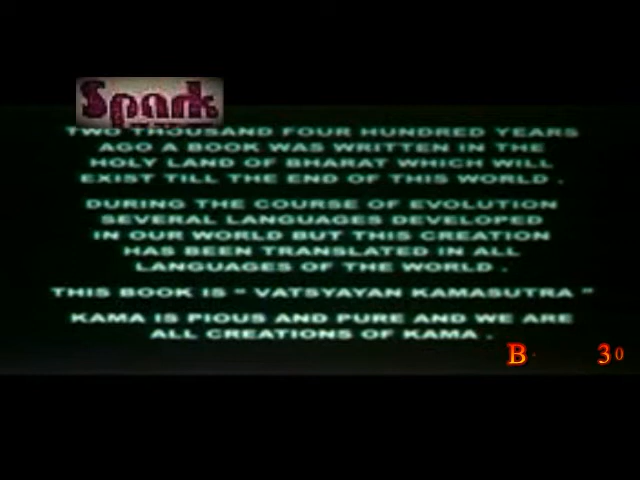 Spark
TWO THOUSAND FOUR HUNDRED YEARS
AGO A BOOK WAS WRITTEN IN THE
HOLY LAND OF BHARAT WHICH WILL
EXIST TILL THE END OF THIS WORLD .
DURING THE COURSE OF EVOLUTION
SEVERAL LANGUAGES DEVELOPED
IN OUR WORLD BUT THIS CREATION
HAS BEEN TRANSLATED IN ALL
LANGUAGES OF THE WORLD .
THIS BOOK IS " VATSYAYAN KAMASUTRA "
KAMA IS PIOUS AND PURE AND WE ARE
ALL CREATIONS OF KAMA .
B 30